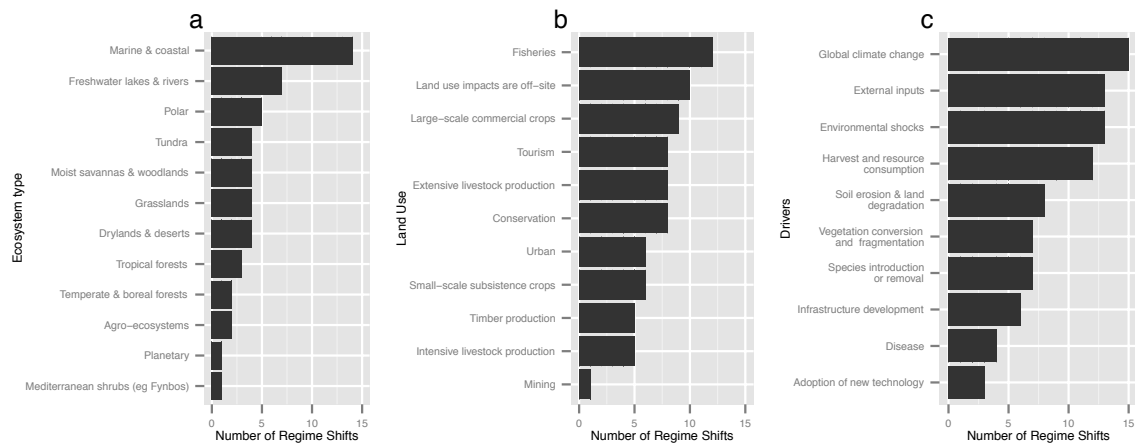 a
Ecosystem type
Marine & coastal
Freshwater lakes & rivers
Polar
Tundra
Moist savannas & woodlands
Grasslands
Drylands & deserts
Tropical forests
Temperate & boreal forests
Agro−ecosystems
Planetary
Mediterranean shrubs (eg Fynbos)
0 5 10 15
Number of Regime Shifts
b
Land Use
Fisheries
Land use impacts are off−site
Large−scale commercial crops
Tourism
Extensive livestock production
Conservation
Urban
Small−scale subsistence crops
Timber production
Intensive livestock production
Mining
0 5 10 15
Number of Regime Shifts
c
Drivers
Global climate change
External inputs
Environmental shocks
Harvest and resource
consumption
Soil erosion & land
degradation
Vegetation conversion
and fragmentation
Species introduction
or removal
Infrastructure development
Disease
Adoption of new technology
0 5 10 15
Number of Regime Shifts